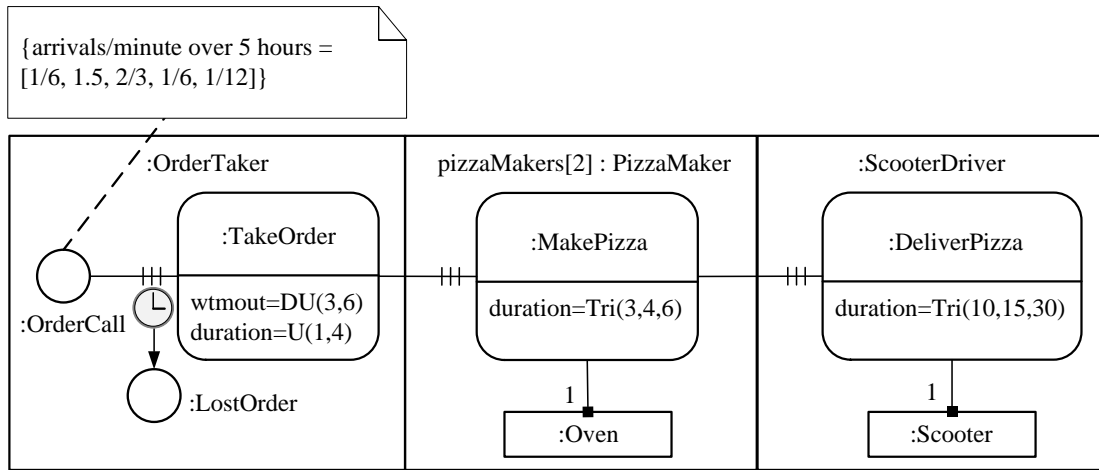 {arrivals/minute over 5 hours =
[1/6, 1.5, 2/3, 1/6, 1/12]}
:OrderTaker
pizzaMakers[2] : PizzaMaker
:ScooterDriver
:TakeOrder
:MakePizza
:DeliverPizza
wtmout=DU(3,6)
duration=U(1,4)
duration=Tri(3,4,6)
duration=Tri(10,15,30)
:OrderCall
:LostOrder
1
1
:Oven
:Scooter